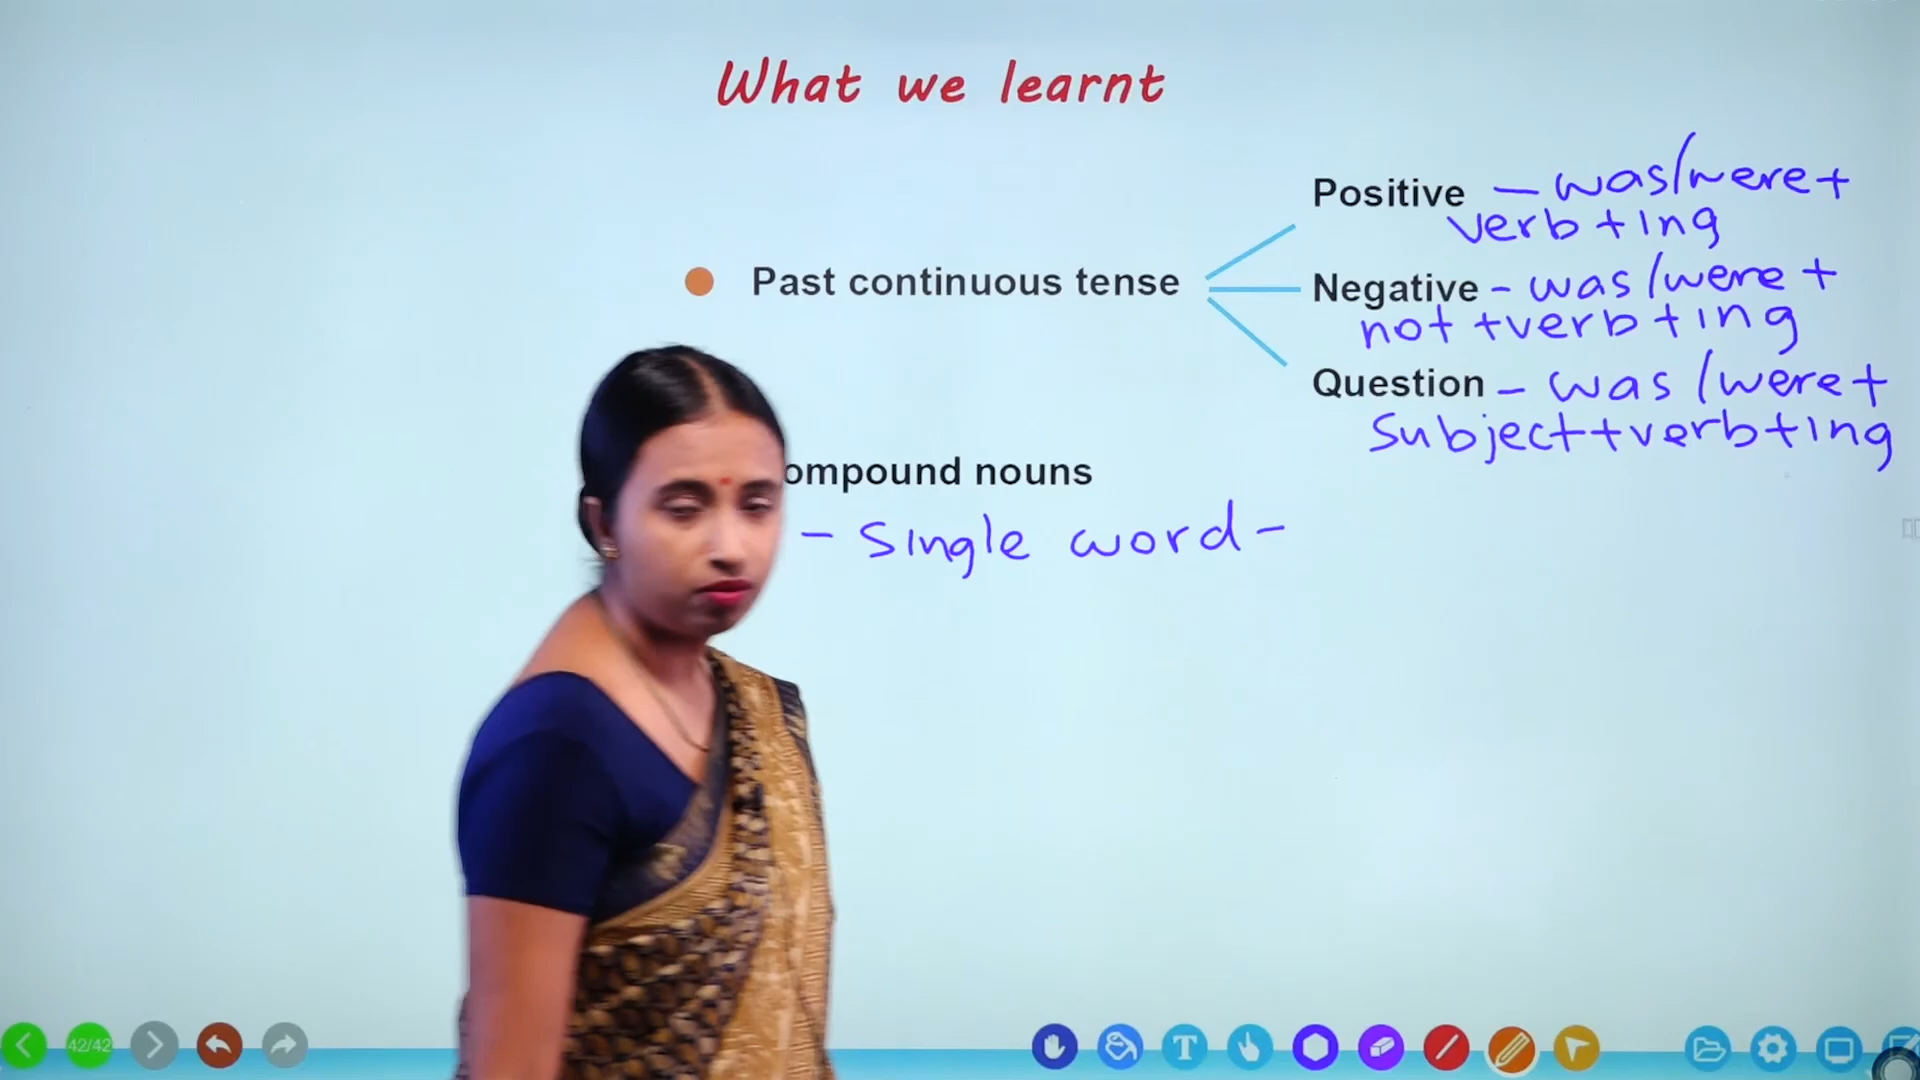 What we learnt
Positive - was/were +
verb + ing
Past continuous tense
Negative - was/were +
not + verb + ing
Question - was/were +
Subject + verb + ing
ompound nouns
- Single word -
42/42
T